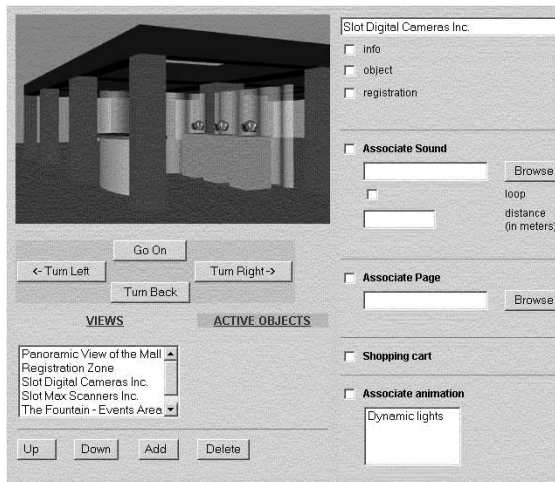 Slot Digital Cameras Inc.
info
object
registration
Associate Sound
Browse
loop
distance
(in meters)
Go On
<- Turn Left
Turn Right ->
Turn Back
Associate Page
Browse
VIEWS
ACTIVE OBJECTS
Panoramic View of the Mall
Registration Zone
Slot Digital Cameras Inc.
Slot Max Scanners Inc.
The Fountain - Events Area
Shopping cart
Associate animation
Dynamic lights
Up
Down
Add
Delete